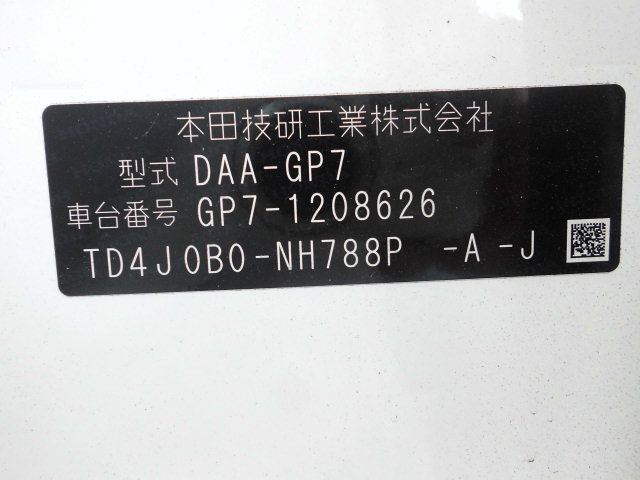 本田技研工業株式会社
型式 DAA-GP7
車台番号 GP7-1208626
TD4J0B0-NH788P -A -J